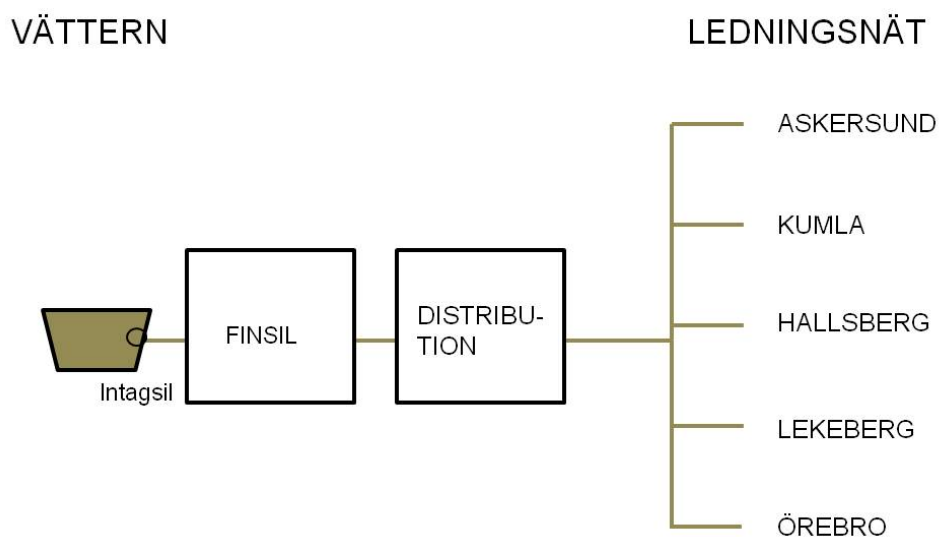 VÄTTERN
LEDNINGSNÄT
ASKERSUND
KUMLA
HALLSBERG
LEKEBERG
ÖREBRO
Intagsil
FINSIL
DISTRIBU-
TION